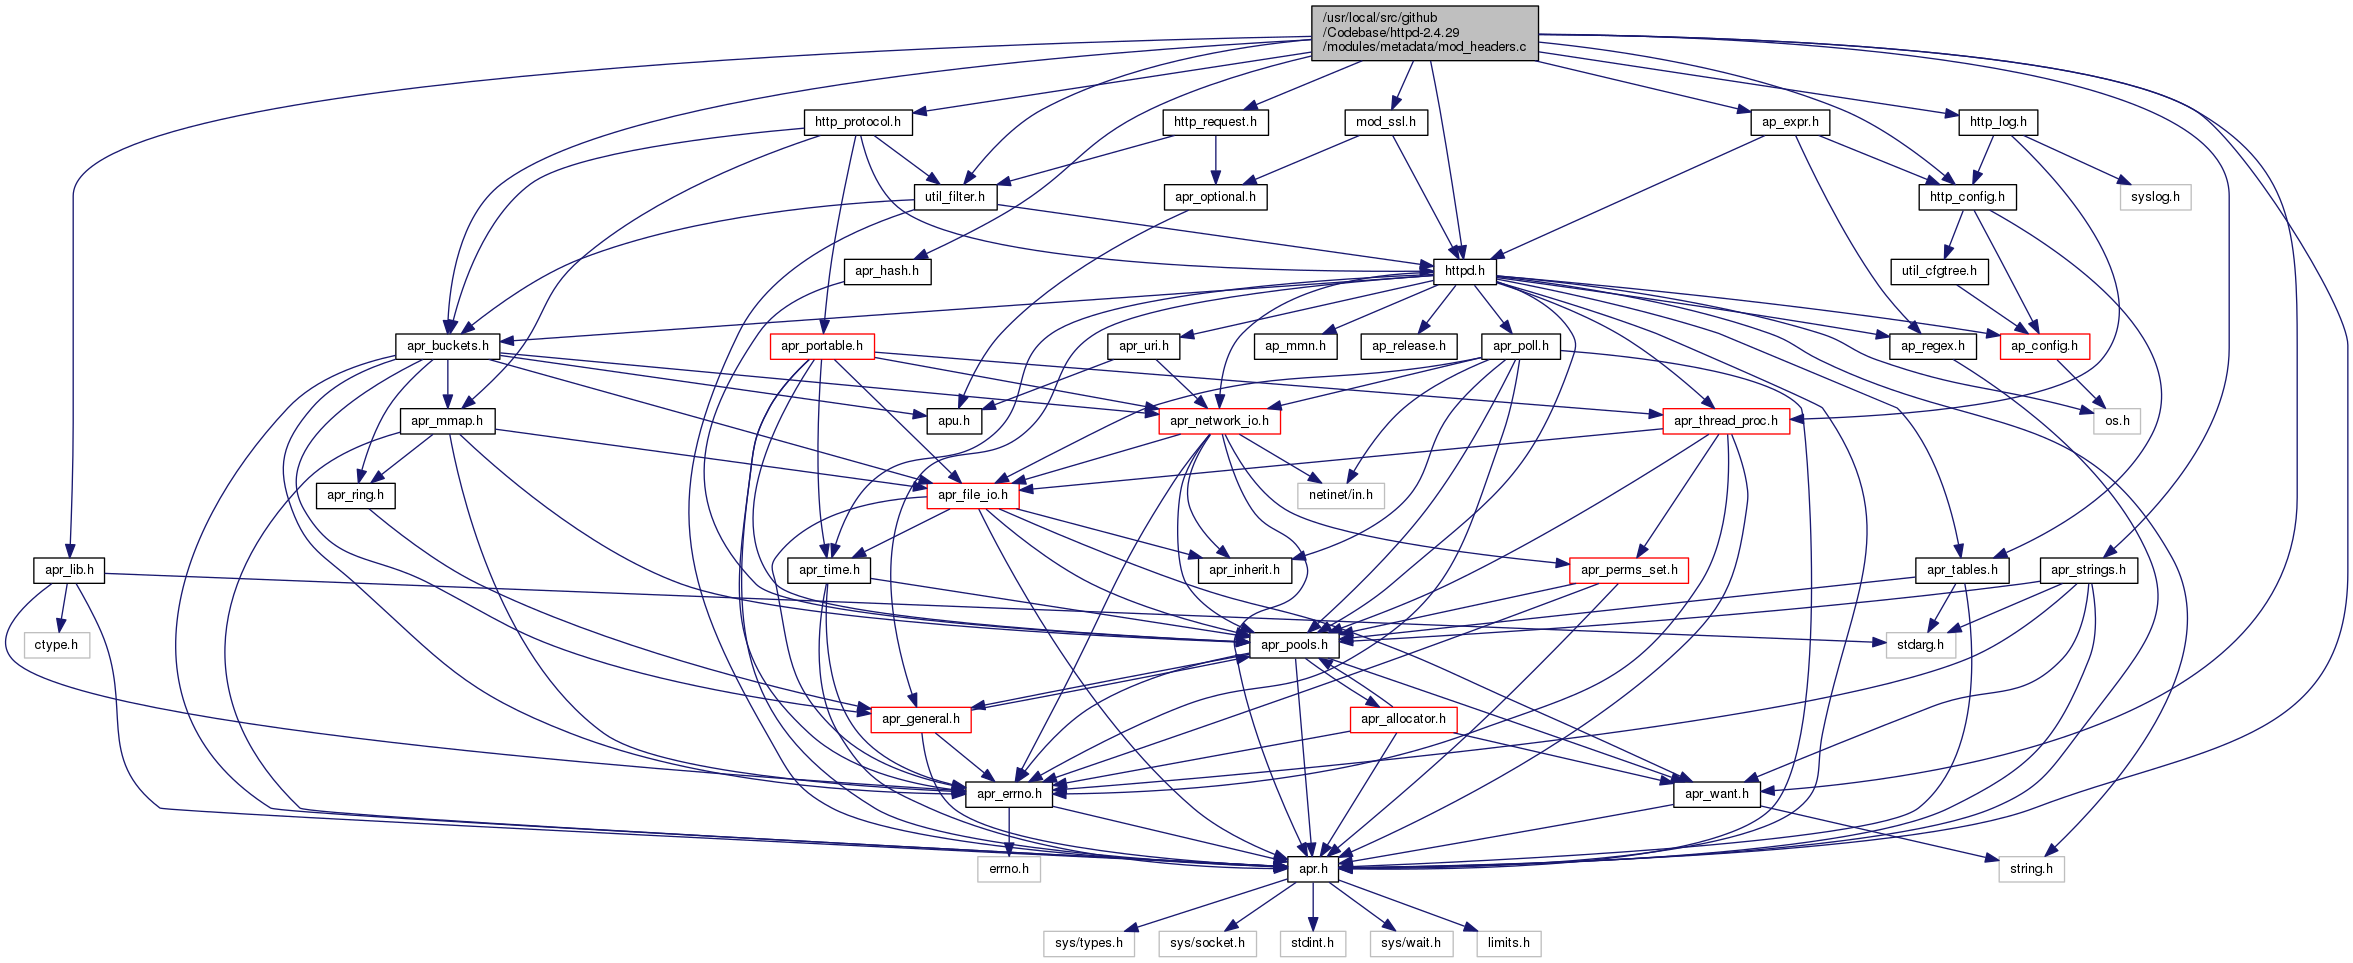 /usr/local/src/github
/Codebase/httpd-2.4.29
/modules/metadata/mod_headers.c
http_protocol.h
http_request.h
mod_ssl.h
ap_expr.h
http_log.h
util_filter.h
apr_optional.h
http_config.h
syslog.h
apr_hash.h
httpd.h
util_cfgtree.h
apr_buckets.h
apr_portable.h
apr_uri.h
ap_mmn.h
ap_release.h
apr_poll.h
ap_regex.h
ap_config.h
apr_mmap.h
apu.h
apr_network_io.h
apr_thread_proc.h
os.h
apr_ring.h
apr_file_io.h
netinet/in.h
apr_lib.h
apr_time.h
apr_inherit.h
apr_perms_set.h
apr_tables.h
apr_strings.h
ctype.h
apr_pools.h
stdarg.h
apr_general.h
apr_allocator.h
apr_errno.h
apr_want.h
errno.h
apr.h
string.h
sys/types.h
sys/socket.h
stdint.h
sys/wait.h
limits.h